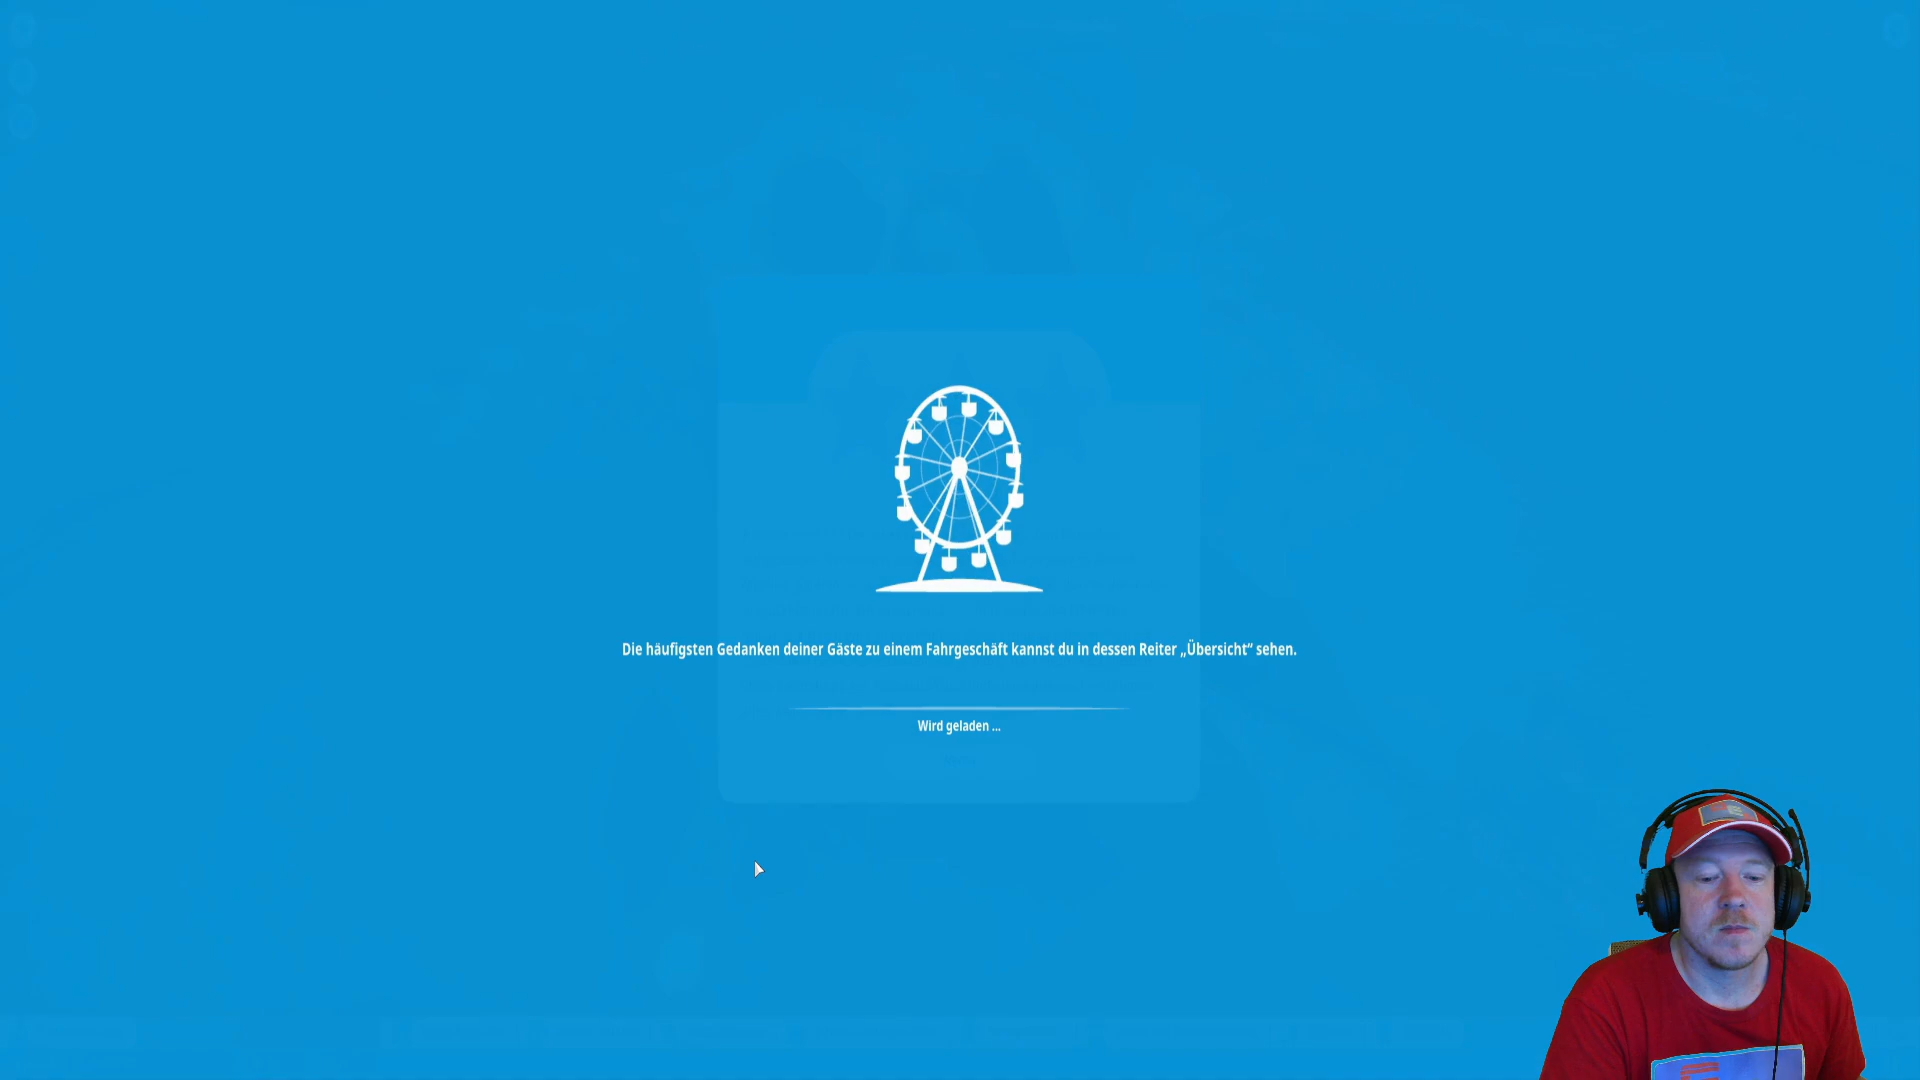 Die häufigsten Gedanken deiner Gäste zu einem Fahrgeschäft kannst du in dessen Reiter „Übersicht“ sehen.
Wird geladen ...